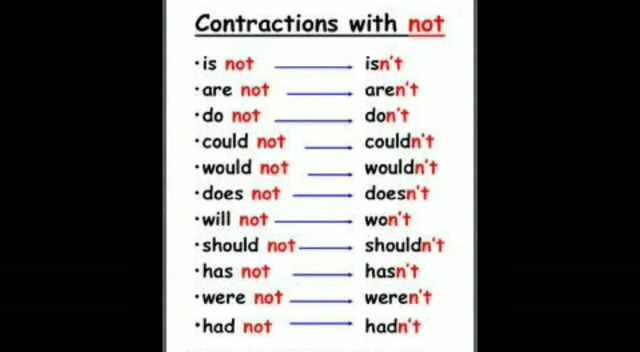 Contractions with not
•is not isn't
•are not aren't
•do not don't
•could not couldn't
•would not wouldn't
•does not doesn't
•will not won't
•should not shouldn't
•has not hasn't
•were not weren't
•had not hadn't